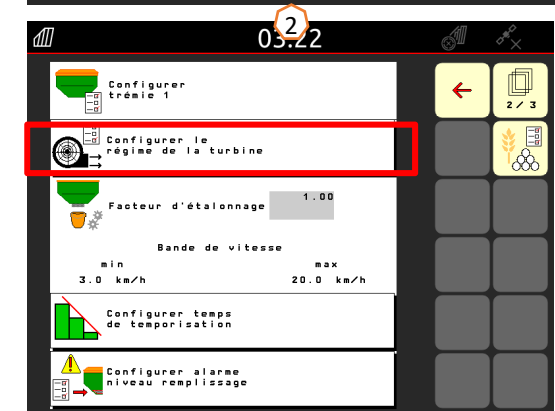 2
03:22
Configurer
trémie 1
2 / 3
Configurer le
régime de la turbine
Facteur d'étalonnage
1.00
Bande de vitesse
min max
3.0 km/h 20.0 km/h
Configurer temps
de temporisation
Configurer alarme
niveau remplissage